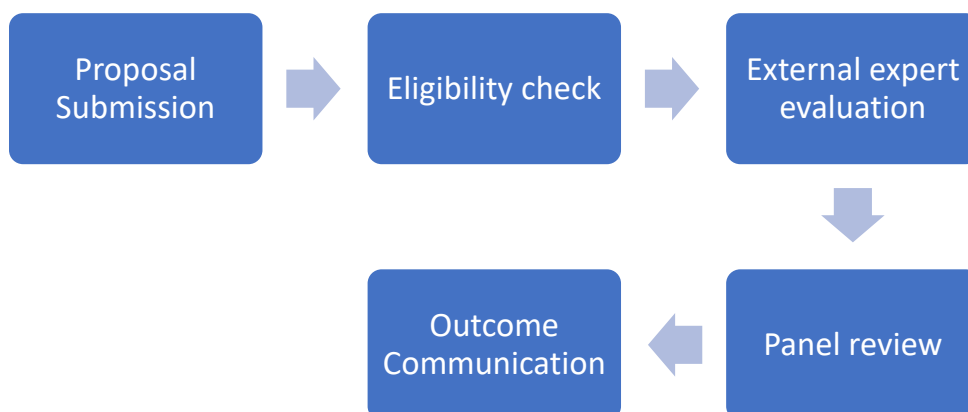 Proposal
Submission
Eligibility check
External expert
evaluation
Panel review
Outcome
Communication